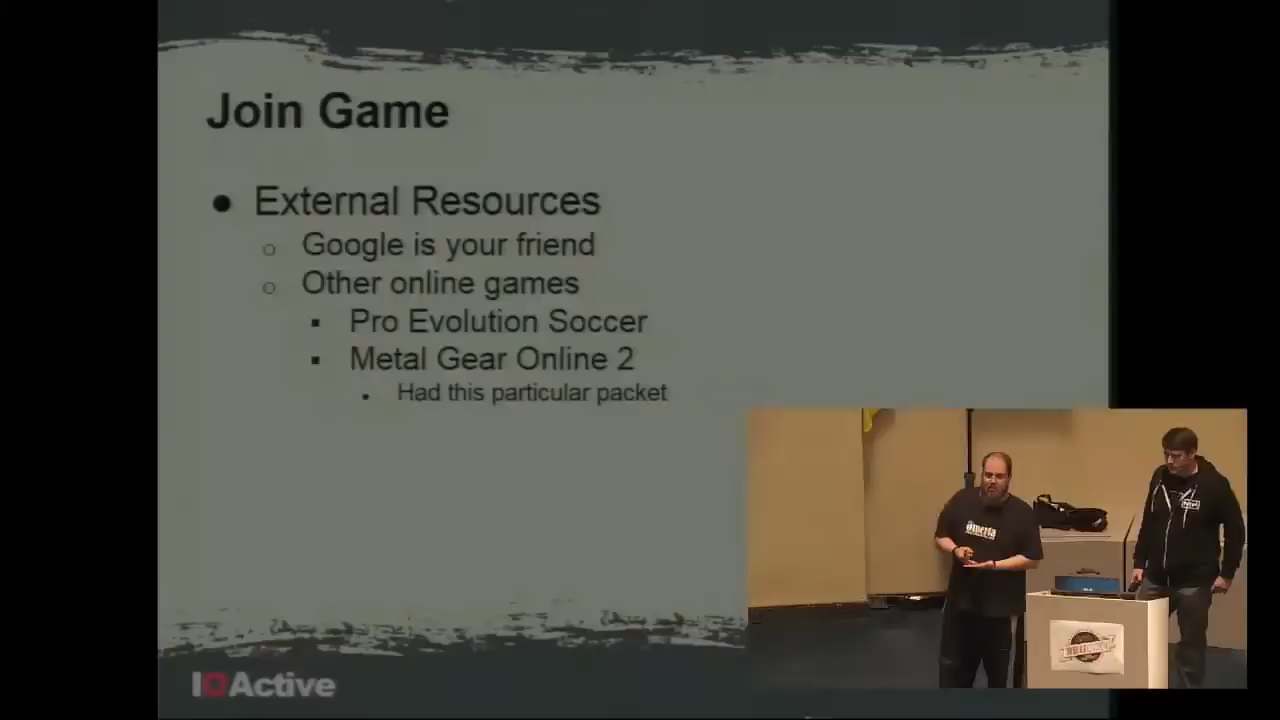 Join Game
External Resources
Google is your friend
Other online games
Pro Evolution Soccer
Metal Gear Online 2
Had this particular packet
IOActive